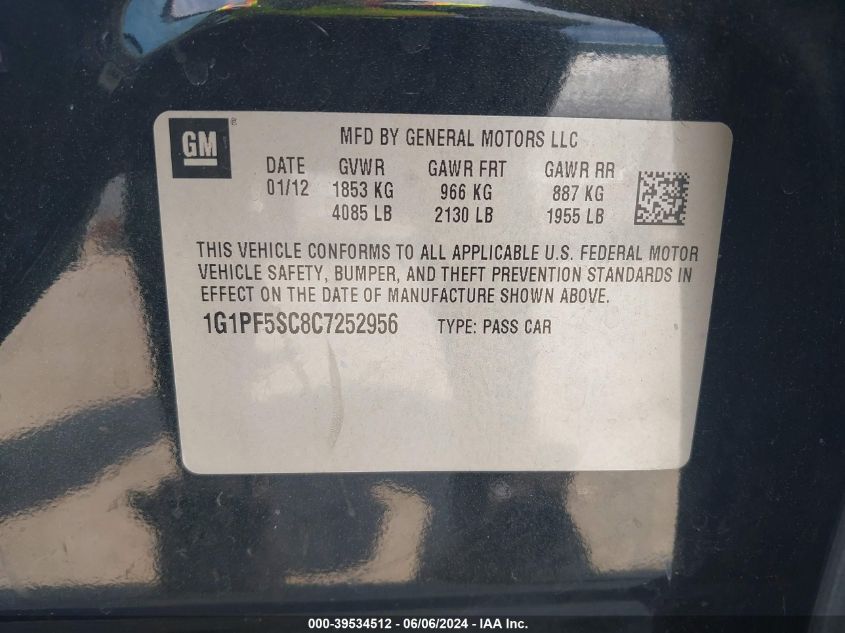 GM ®
MFD BY GENERAL MOTORS LLC
DATE GVWR GAWR FRT GAWR RR
01/12 1853 KG 966 KG 887 KG
4085 LB 2130 LB 1955 LB
THIS VEHICLE CONFORMS TO ALL APPLICABLE U.S. FEDERAL MOTOR
VEHICLE SAFETY, BUMPER, AND THEFT PREVENTION STANDARDS IN
EFFECT ON THE DATE OF MANUFACTURE SHOWN ABOVE.
1G1PF5SC8C7252956 TYPE: PASS CAR
000-39534512 - 06/06/2024 - IAA Inc.